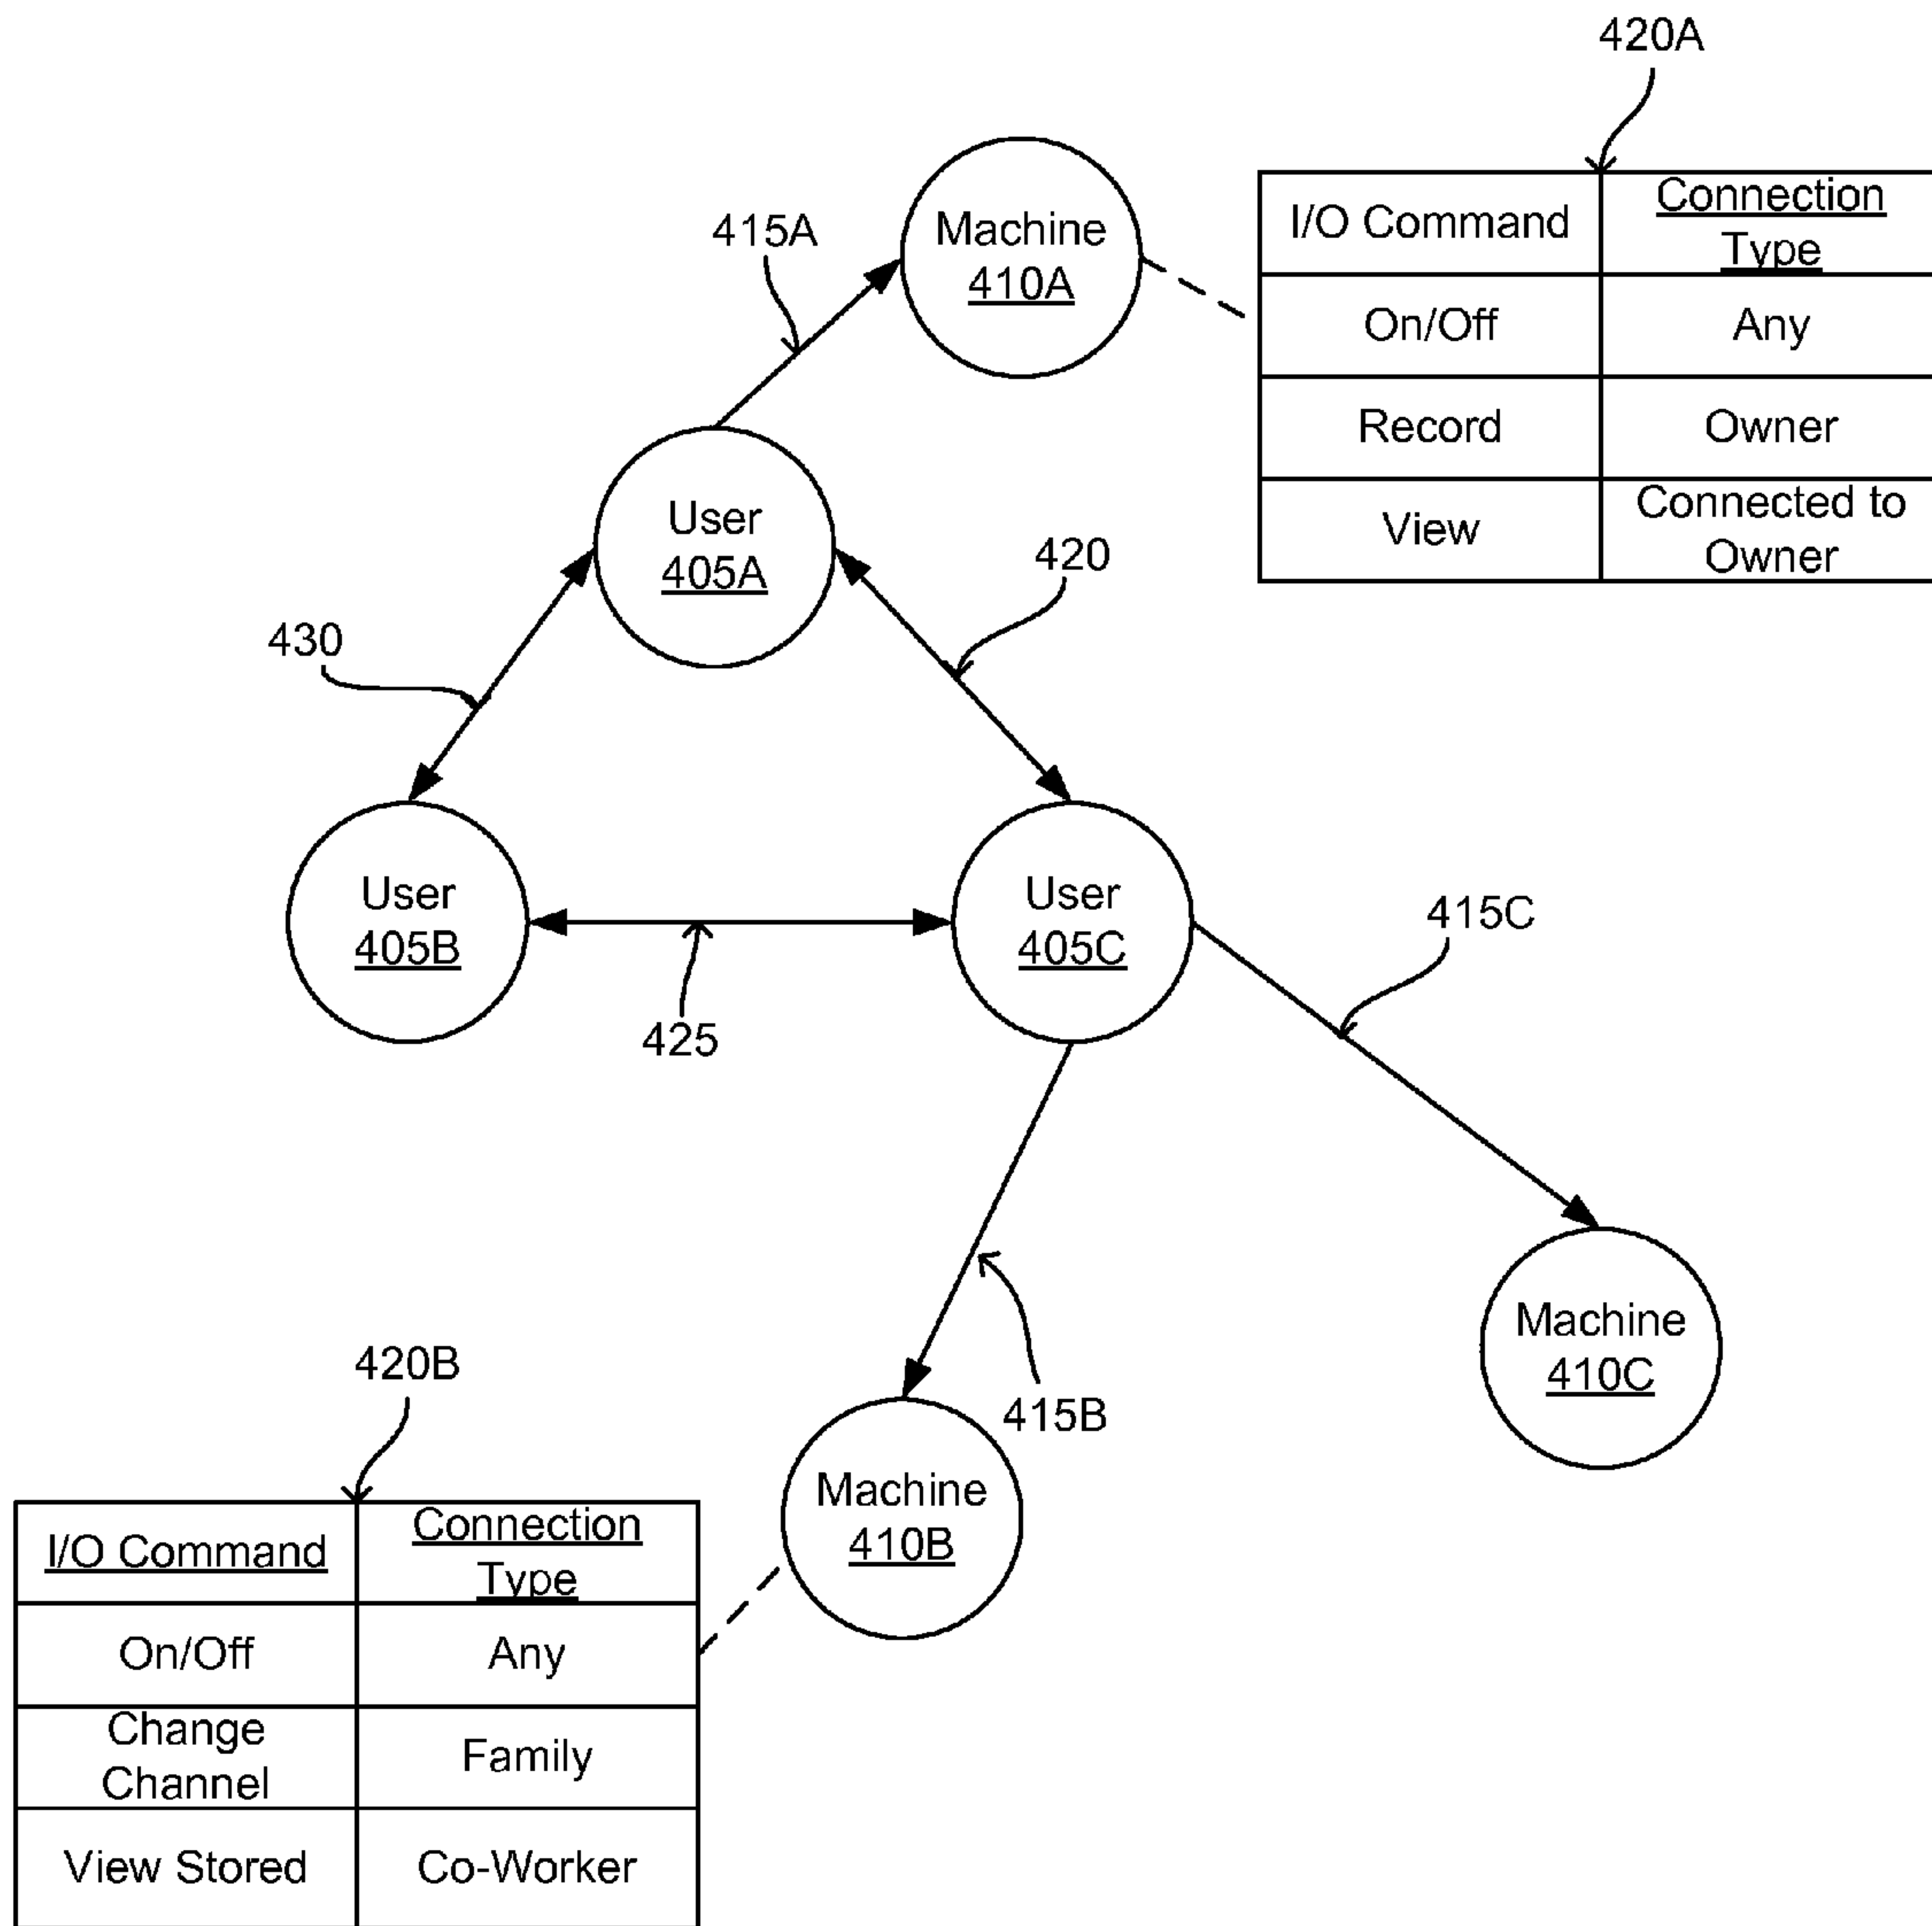 420A
Machine
410A
415A
I/O Command
Connection
Type
On/Off
Any
Record
Owner
View
Connected to
Owner
User
405A
420
430
User
405B
User
405C
425
415C
Machine
410C
415B
Machine
410B
420B
I/O Command
Connection
Type
On/Off
Any
Change
Channel
Family
View Stored
Co-Worker